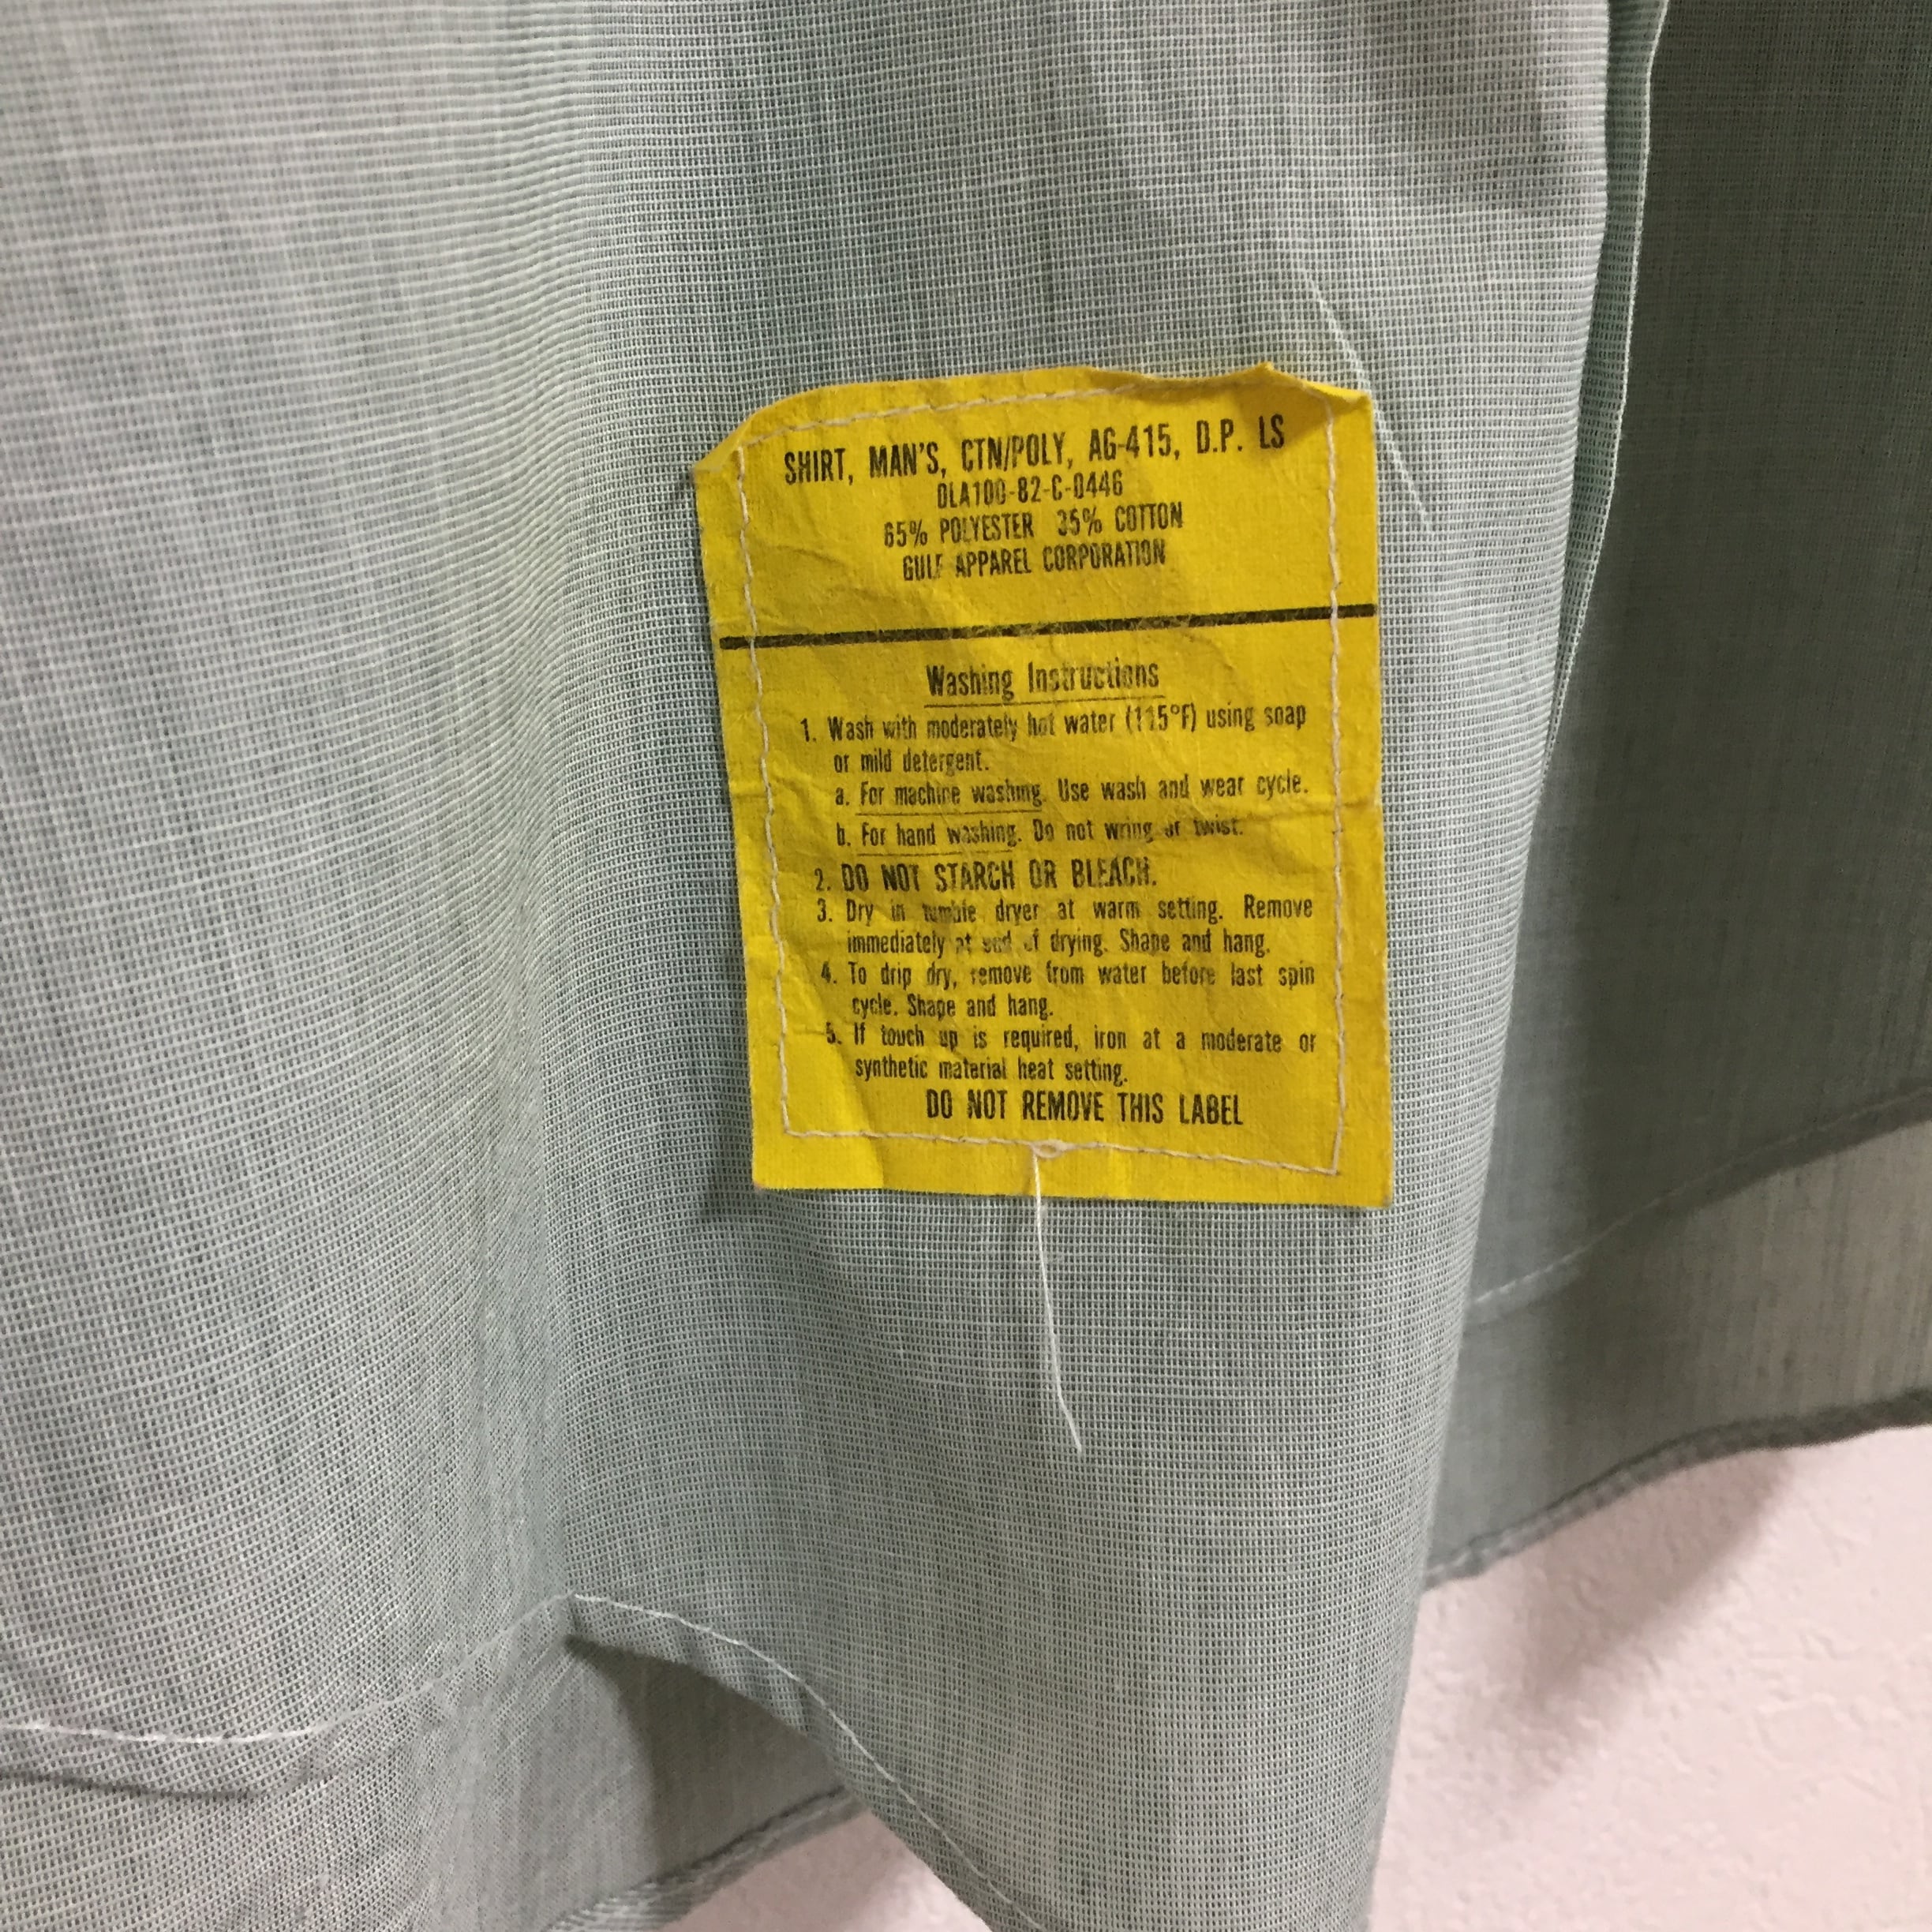 SHIRT, MAN'S, CTN/POLY, AG-415, D.P. LS
DLA100-82-C-0446
65% POLYESTER 35% COTTON
GULF APPAREL CORPORATION
Washing Instructions
1. Wash with moderately hot water (115°F) using soap
or mild detergent.
a. For machine washing. Use wash and wear cycle.
b. For hand washing. Do not wring or twist.
2. DO NOT STARCH OR BLEACH.
3. Dry in tumble dryer at warm setting. Remove
immediately at end of drying. Shape and hang.
4. To drip dry, remove from water before last spin
cycle. Shape and hang.
5. If touch up is required, iron at a moderate or
synthetic material heat setting.
DO NOT REMOVE THIS LABEL